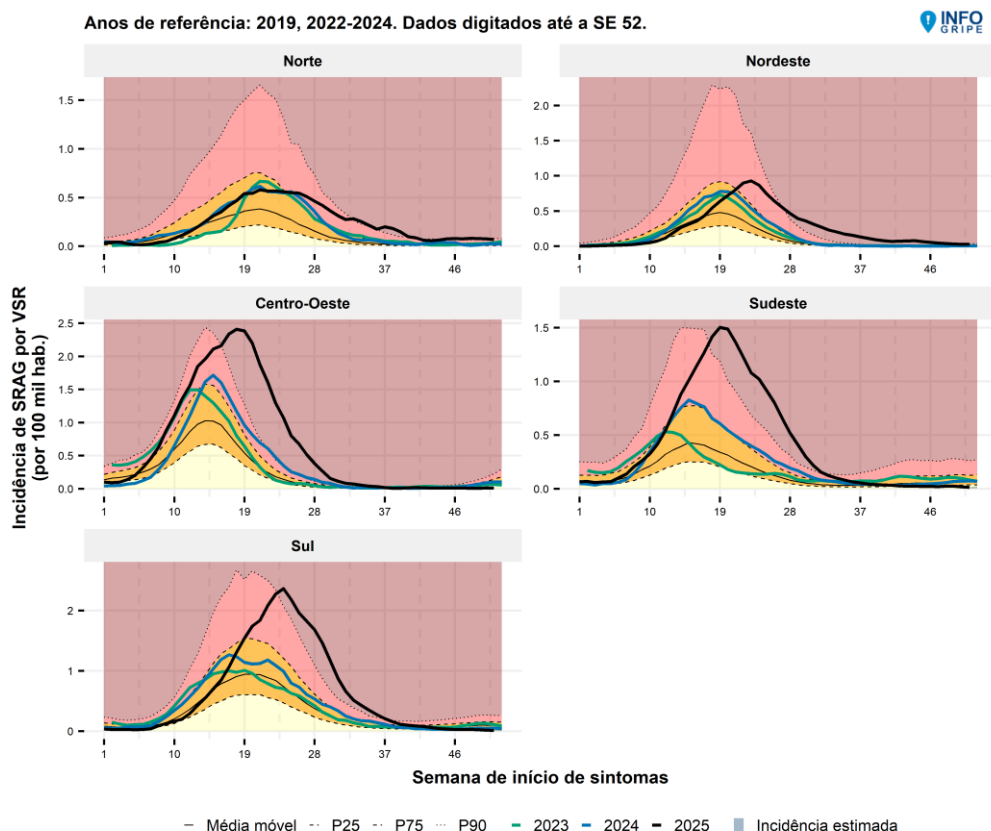 Anos de referência: 2019, 2022-2024. Dados digitados até a SE 52.
INFO
GRIPE
Norte
1.5
1.0
0.5
0.0
1 10 19 28 37 46
Nordeste
2.0
1.5
1.0
0.5
0.0
1 10 19 28 37 46
Incidência de SRAG por VSR
(por 100 mil hab.)
Centro-Oeste
2.5
2.0
1.5
1.0
0.5
0.0
1 10 19 28 37 46
Sudeste
1.5
1.0
0.5
0.0
1 10 19 28 37 46
Sul
2
1
0
1 10 19 28 37 46
Semana de início de sintomas
Média móvel P25 P75 P90 2023 2024 2025 Incidência estimada